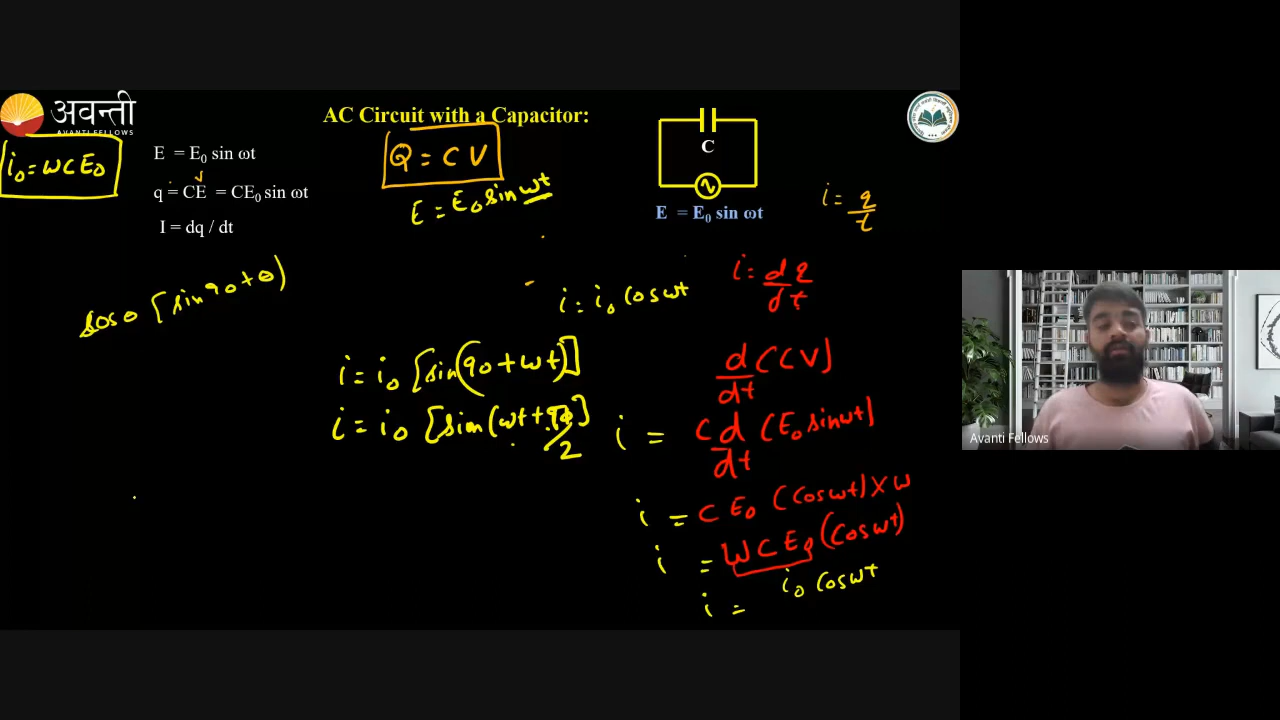 अवन्ती
AVANTI FELLOWS
AC Circuit with a Capacitor:
i₀ = ωCE₀
E = E₀ sin ωt
q = CE = CE₀ sin ωt
I = dq / dt
Q = CV
E = E₀ sin ωt
C
E = E₀ sin ωt
i = q/t
cosθ [sin 90 + θ)
i = i₀ cos ωt
i = dq/dt
i = i₀ [sin(90 + ωt)]
d/dt (CV)
i = i₀ [sin(ωt + π/2]
i = C d/dt (E₀ sin ωt)
i = C E₀ (cos ωt) × ω
i = ωCE₀ (cos ωt)
i = i₀ cos ωt
Avanti Fellows